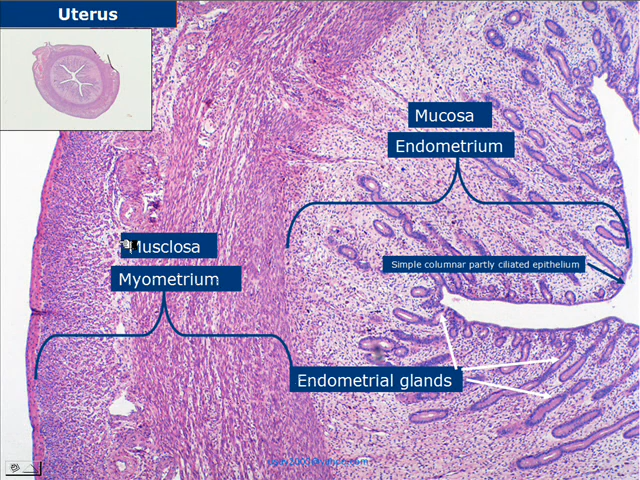 Uterus
Mucosa
Endometrium
Musclosa
Simple columnar partly ciliated epithelium
Myometrium
Endometrial glands